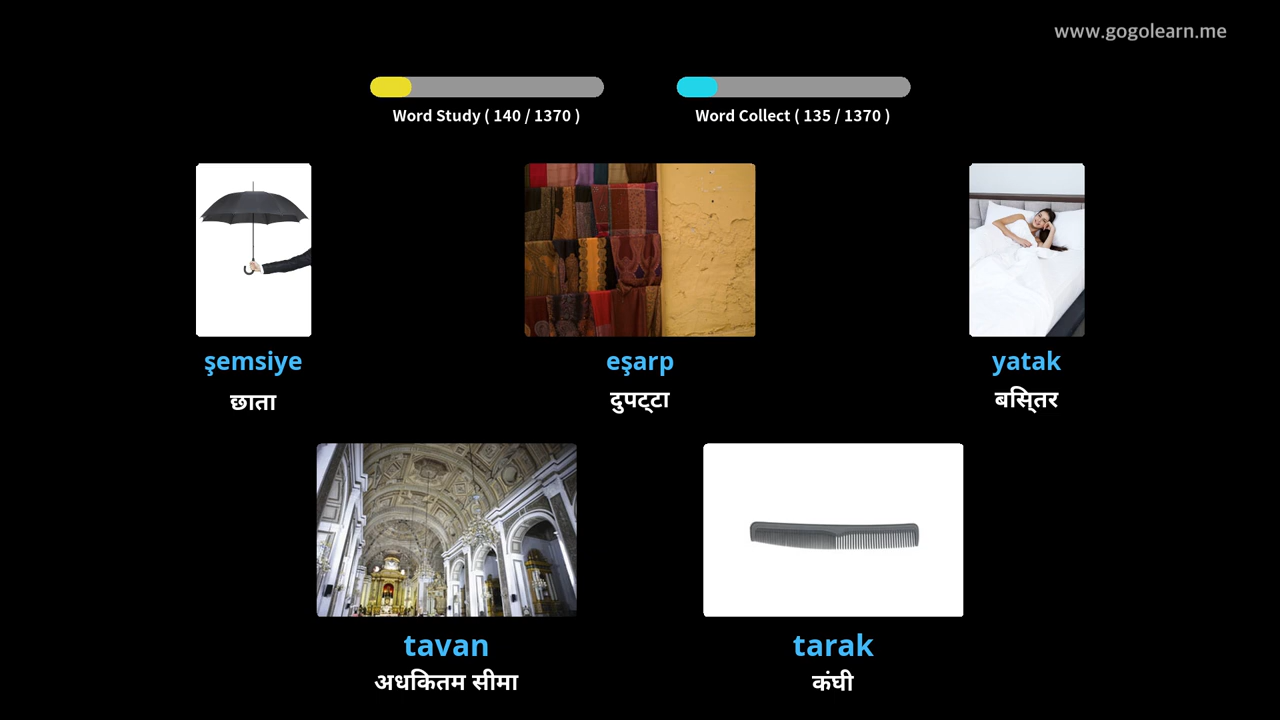 www.gogolearn.me
Word Study ( 140 / 1370 )
Word Collect ( 135 / 1370 )
şemsiye
छाता
eşarp
दुपट्टा
yatak
बिस्तर
tavan
अधिकतम सीमा
tarak
कंघी